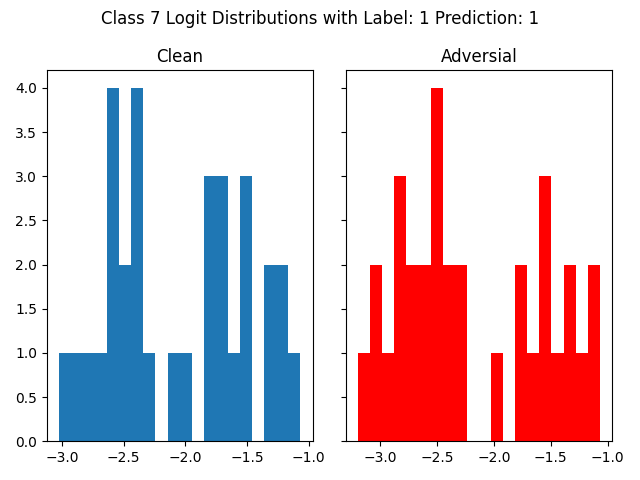 Class 7 Logit Distributions with Label: 1 Prediction: 1
Clean
Adversial
4.0
3.5
3.0
2.5
2.0
1.5
1.0
0.5
0.0
−3.0 −2.5 −2.0 −1.5 −1.0
−3.0 −2.5 −2.0 −1.5 −1.0